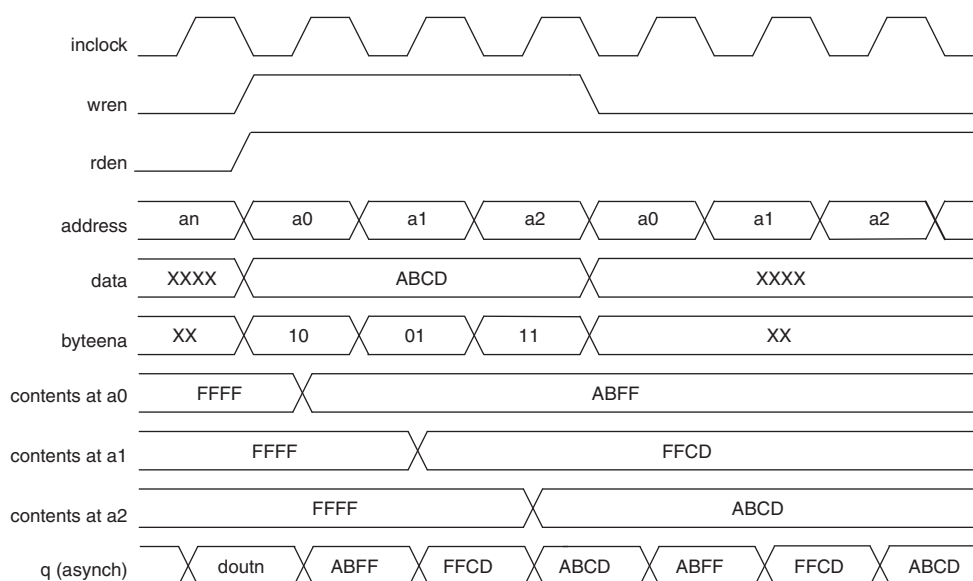 inclock
wren
rden
address an a0 a1 a2 a0 a1 a2
data XXXX ABCD XXXX
byteena XX 10 01 11 XX
contents at a0 FFFF ABFF
contents at a1 FFFF FFCD
contents at a2 FFFF ABCD
q (asynch) doutn ABFF FFCD ABCD ABFF FFCD ABCD